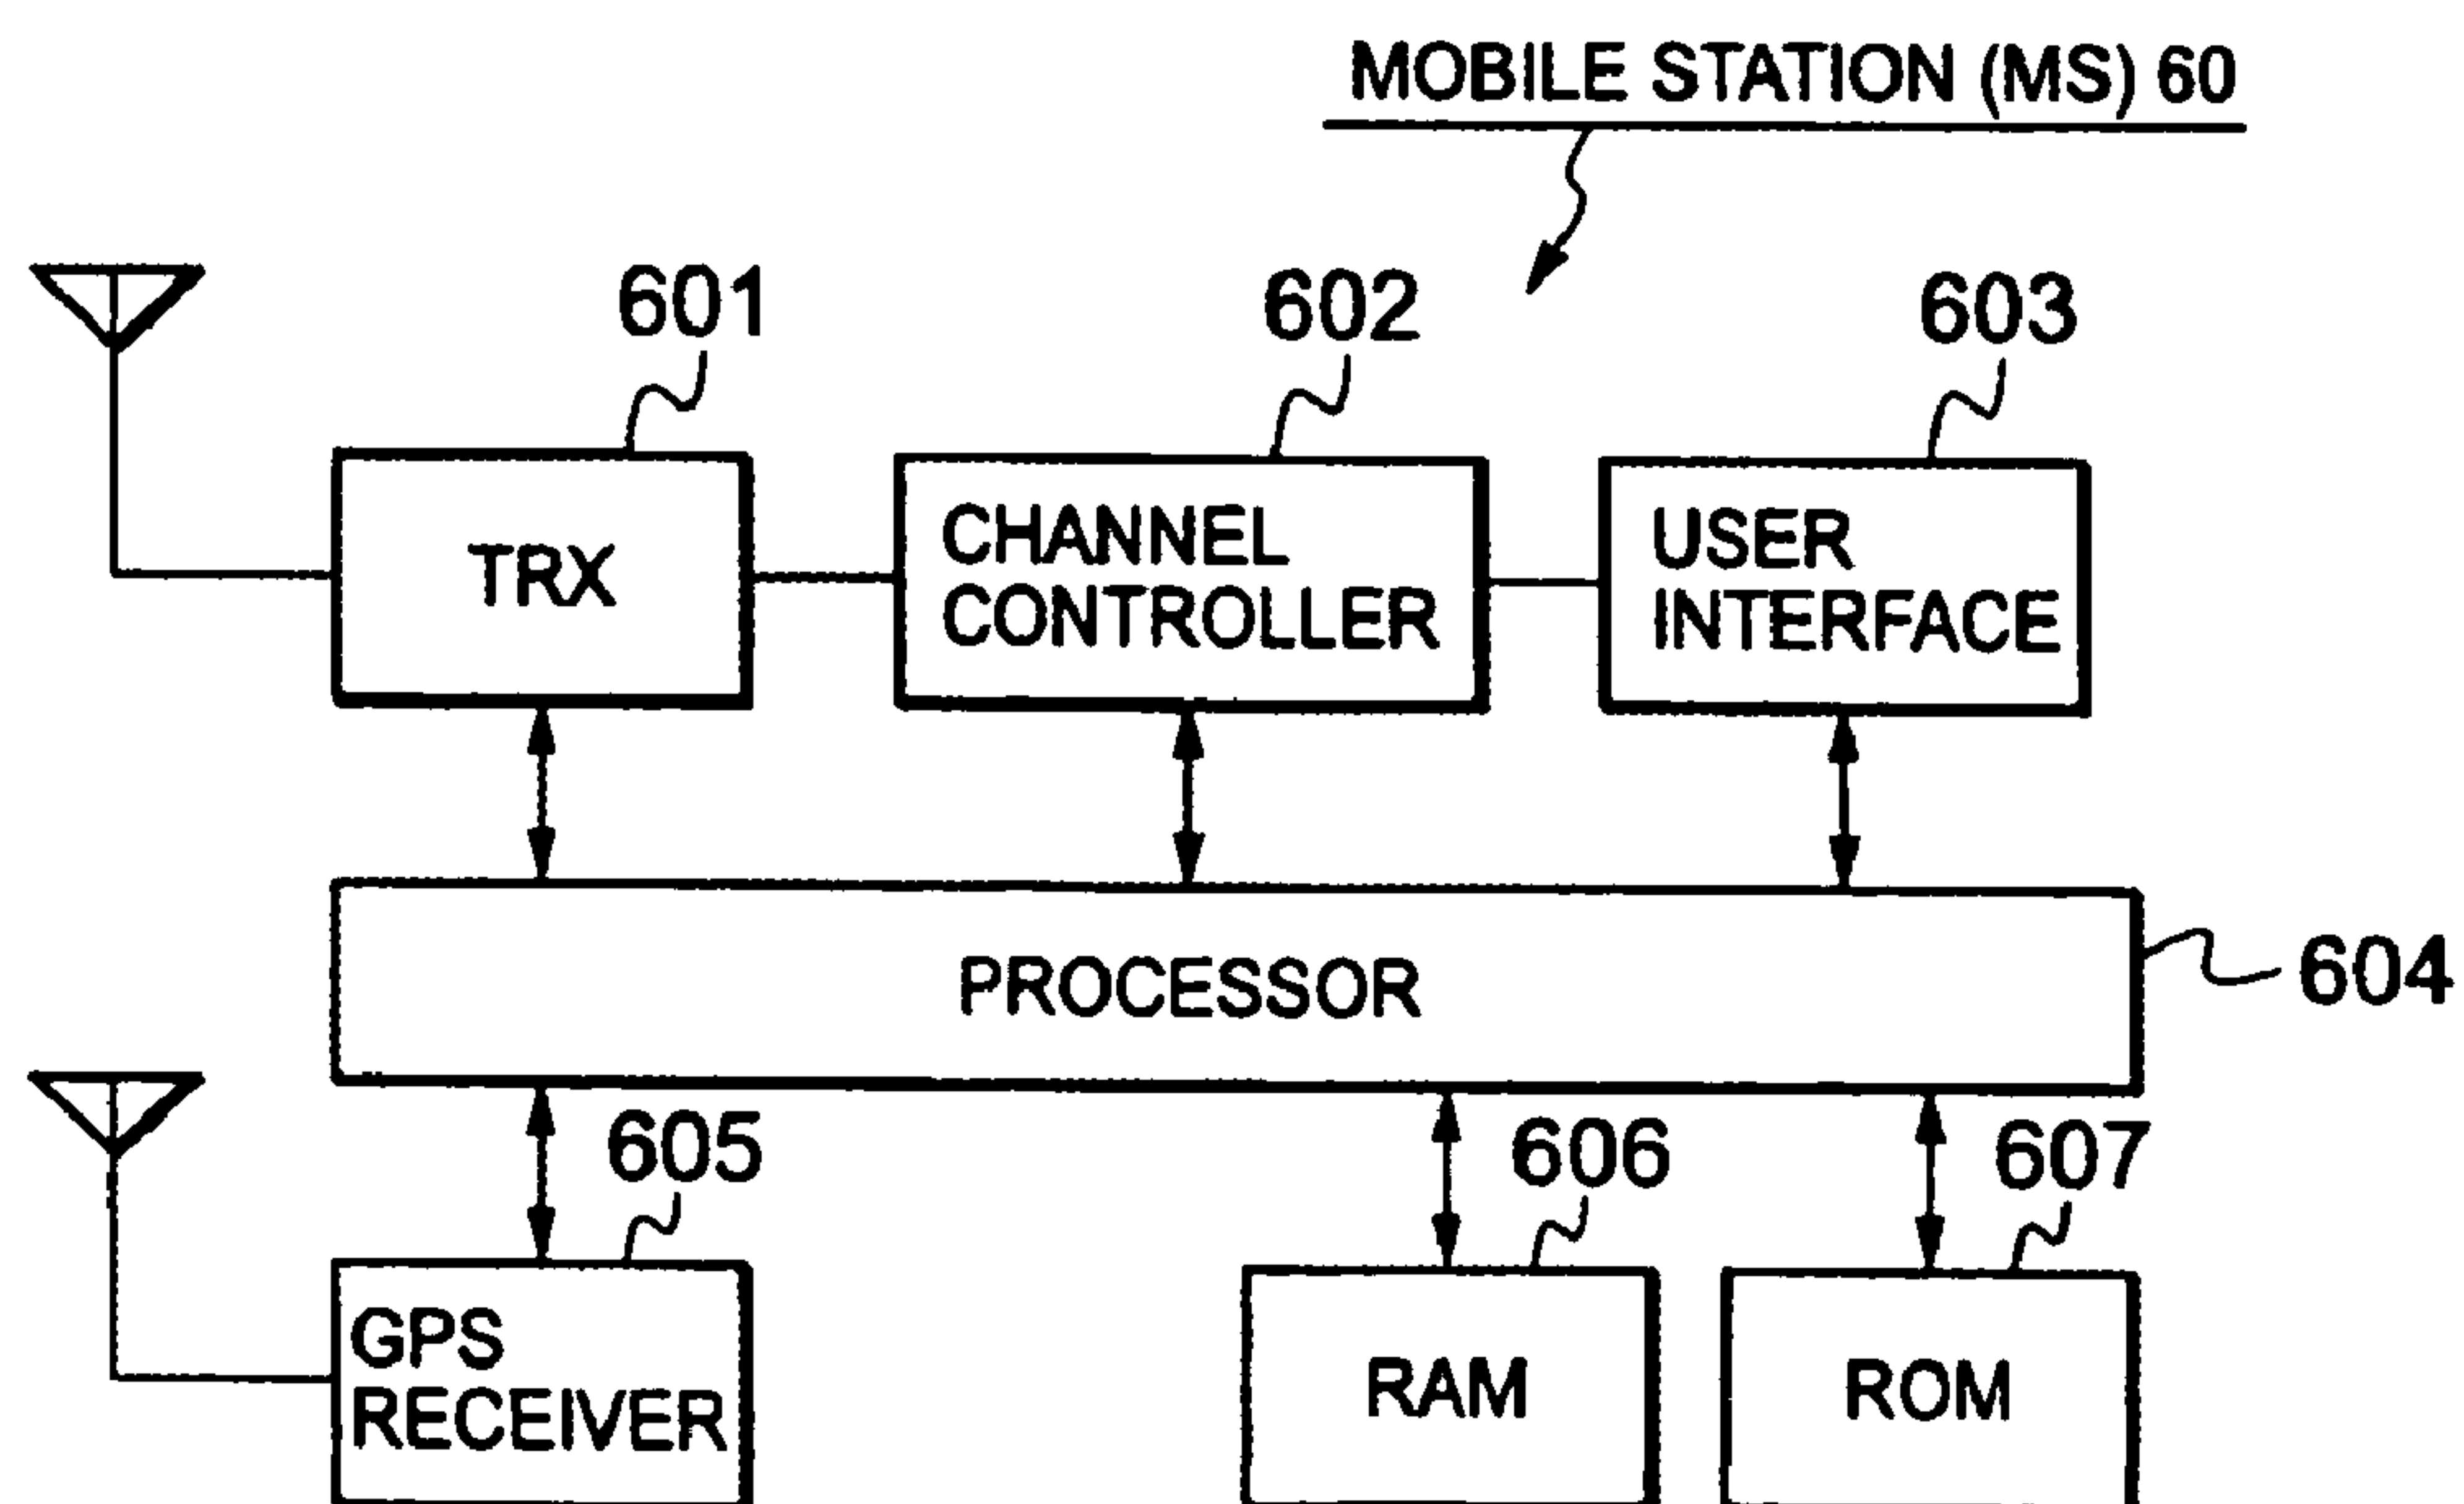 MOBILE STATION (MS) 60
601
602
603
TRX
CHANNEL
CONTROLLER
USER
INTERFACE
PROCESSOR
604
605
606
607
GPS
RECEIVER
RAM
ROM